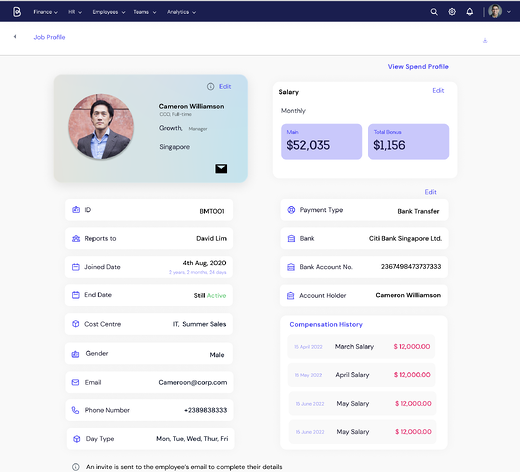 Finance HR Employees Teams Analytics
Job Profile
View Spend Profile
Edit
Cameron Williamson
CCO, full-time
Growth, Manager
Singapore
Salary Edit
Monthly
Main
$52,035
Total Bonus
$1,156
ID BMT001
Reports to David Lim
Joined Date 4th Aug, 2020
2 years, 2 months, 24 days
End Date Still Active
Cost Centre IT, Summer Sales
Gender Male
Email Cameroon@corp.com
Phone Number +2389838333
Day Type Mon, Tue, Wed, Thur, Fri
An invite is sent to the employee's email to complete their details
Edit
Payment Type Bank Transfer
Bank Citi Bank Singapore Ltd.
Bank Account No. 2367498473737333
Account Holder Cameron Williamson
Compensation History
15 April 2022 March Salary $ 12,000.00
15 May 2022 April Salary $ 12,000.00
15 June 2022 May Salary $ 12,000.00
15 June 2022 May Salary $ 12,000.00